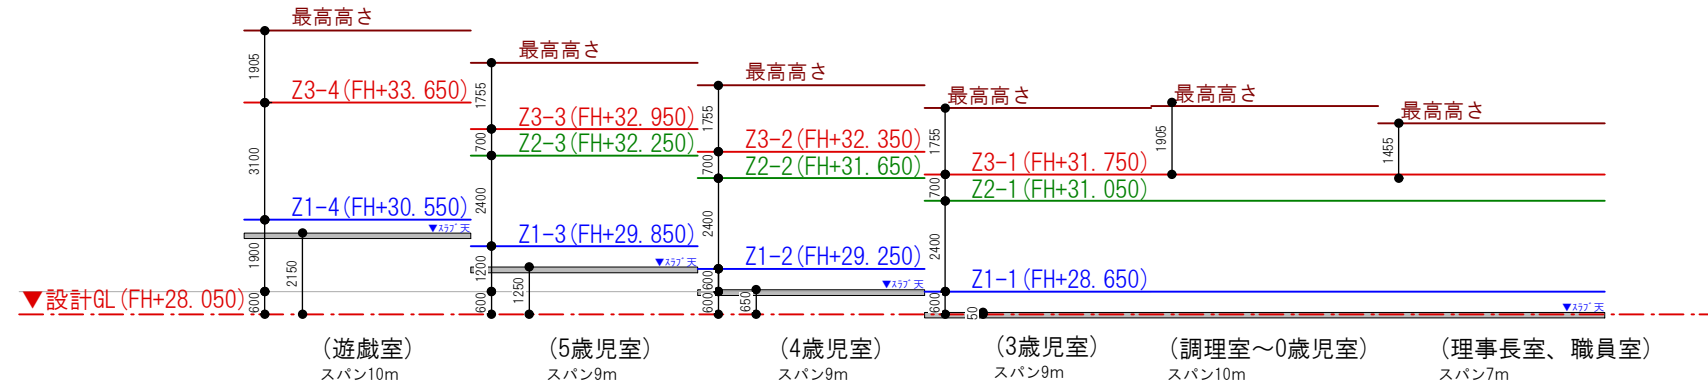 最高高さ
1905
Z3-4(FH+33.650)
3100
Z1-4(FH+30.550)
▼ｽﾗﾌﾞ天
1900
2150
600
最高高さ
1755
Z3-3(FH+32.950)
700
Z2-3(FH+32.250)
2400
Z1-3(FH+29.850)
▼ｽﾗﾌﾞ天
1200
1250
600
最高高さ
1755
Z3-2(FH+32.350)
700
Z2-2(FH+31.650)
2400
Z1-2(FH+29.250)
▼ｽﾗﾌﾞ天
600
650
600
最高高さ
1755
Z3-1(FH+31.750)
700
Z2-1(FH+31.050)
2400
Z1-1(FH+28.650)
600
50
最高高さ
1905
最高高さ
1455
▼ｽﾗﾌﾞ天
▼設計GL(FH+28.050)
(遊戯室)
スパン10m
(5歳児室)
スパン9m
(4歳児室)
スパン9m
(3歳児室)
スパン9m
(調理室～0歳児室)
スパン10m
(理事長室、職員室)
スパン7m